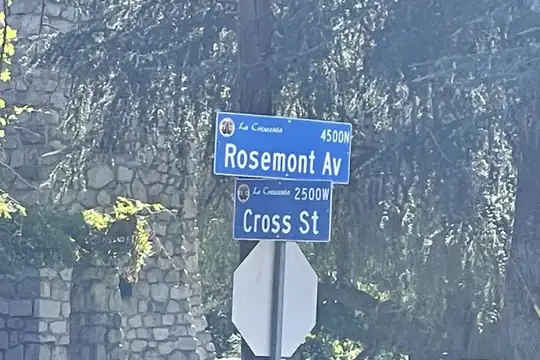 La Crescenta 4500N
Rosemont Av
La Crescenta 2500W
Cross St